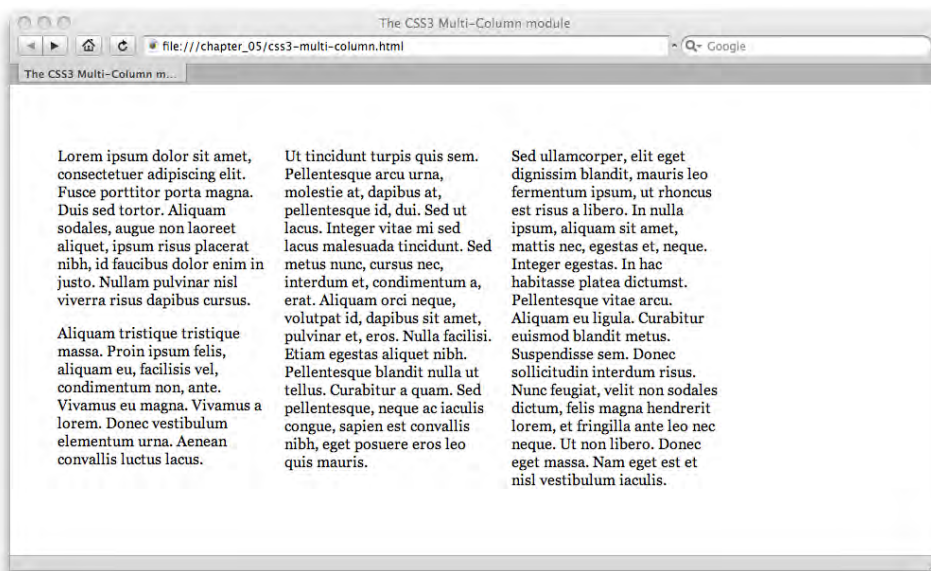 The CSS3 Multi-Column module
file:///chapter_05/css3-multi-column.html
Google
The CSS3 Multi-Column m...
Lorem ipsum dolor sit amet,
consectetuer adipiscing elit.
Fusce porttitor porta magna.
Duis sed tortor. Aliquam
sodales, augue non laoreet
aliquet, ipsum risus placerat
nibh, id faucibus dolor enim in
justo. Nullam pulvinar nisl
viverra risus dapibus cursus.
Aliquam tristique tristique
massa. Proin ipsum felis,
aliquam eu, facilisis vel,
condimentum non, ante.
Vivamus eu magna. Vivamus a
lorem. Donec vestibulum
elementum urna. Aenean
convallis luctus lacus.
Ut tincidunt turpis quis sem.
Pellentesque arcu urna,
molestie at, dapibus at,
pellentesque id, dui. Sed ut
lacus. Integer vitae mi sed
lacus malesuada tincidunt. Sed
metus nunc, cursus nec,
interdum et, condimentum a,
erat. Aliquam orci neque,
volutpat id, dapibus sit amet,
pulvinar et, eros. Nulla facilisi.
Etiam egestas aliquet nibh.
Pellentesque blandit nulla ut
tellus. Curabitur a quam. Sed
pellentesque, neque ac iaculis
congue, sapien est convallis
nibh, eget posuere eros leo
quis mauris.
Sed ullamcorper, elit eget
dignissim blandit, mauris leo
fermentum ipsum, ut rhoncus
est risus a libero. In nulla
ipsum, aliquam sit amet,
mattis nec, egestas et, neque.
Integer egestas. In hac
habitasse platea dictumst.
Pellentesque vitae arcu.
Aliquam eu ligula. Curabitur
euismod blandit metus.
Suspendisse sem. Donec
sollicitudin interdum risus.
Nunc feugiat, velit non sodales
dictum, felis magna hendrerit
lorem, et fringilla ante leo nec
neque. Ut non libero. Donec
eget massa. Nam eget est et
nisl vestibulum iaculis.